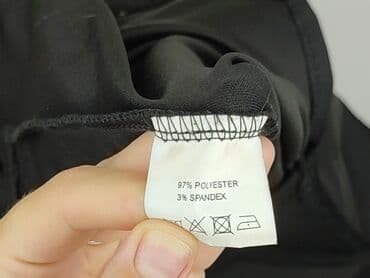 97% POLYESTER
3% SPANDEX